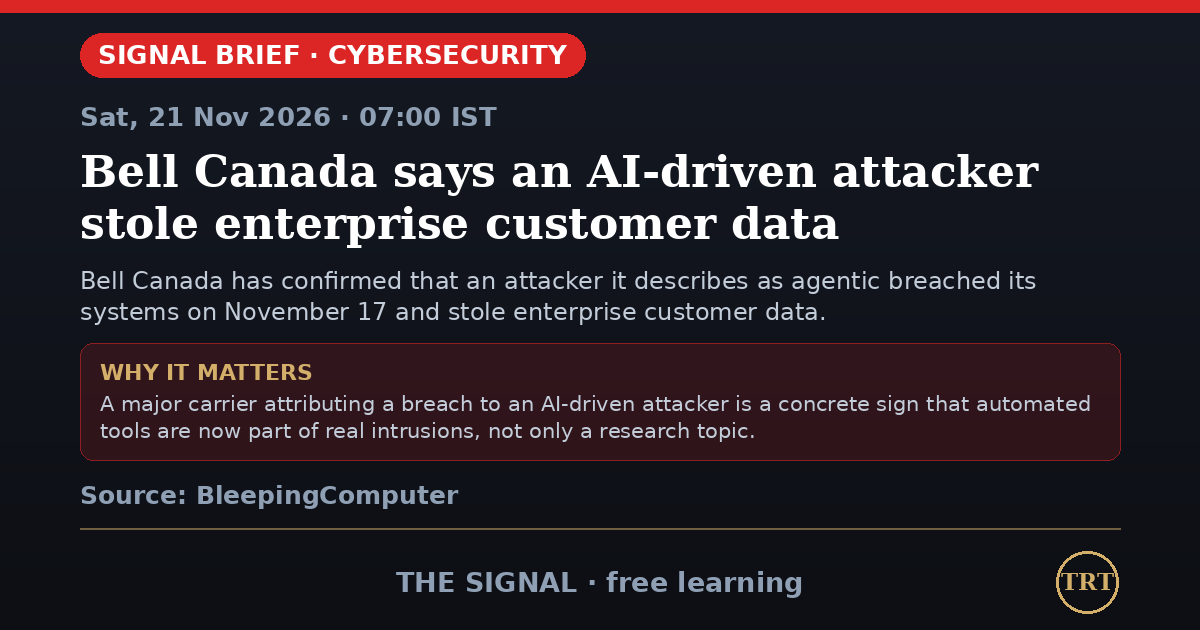 SIGNAL BRIEF · CYBERSECURITY
Sat, 21 Nov 2026 · 07:00 IST
Bell Canada says an AI-driven attacker
stole enterprise customer data
Bell Canada has confirmed that an attacker it describes as agentic breached its
systems on November 17 and stole enterprise customer data.
WHY IT MATTERS
A major carrier attributing a breach to an AI-driven attacker is a concrete sign that automated
tools are now part of real intrusions, not only a research topic.
Source: BleepingComputer
THE SIGNAL · free learning
TRT